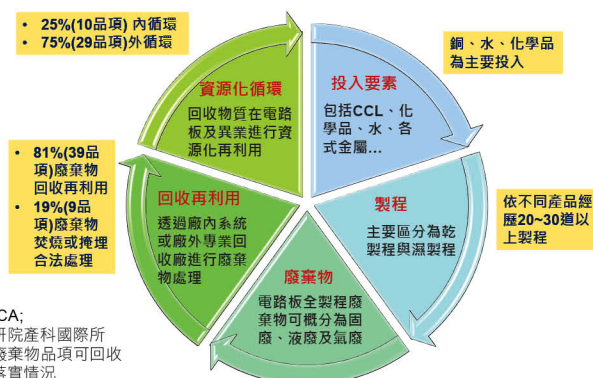 • 25%(10品項) 內循環
• 75%(29品項)外循環
銅、水、化學品
為主要投入
資源化循環
回收物質在電路
板及異業進行資
源化再利用
投入要素
包括CCL、化
學品、水、各
式金屬...
• 81%(39品
項)廢棄物
回收再利用
• 19%(9品
項)廢棄物
焚燒或掩埋
合法處理
回收再利用
透過廠內系統
或廠外專業回
收廠進行廢棄
物處理
製程
主要區分為乾
製程與濕製程
依不同產品經
歷20~30道以
上製程
廢棄物
電路板全製程廢
棄物可概分為固
廢、液廢及氣廢
CA;
研院產科國際所
廢棄物品項可回收
落實情況